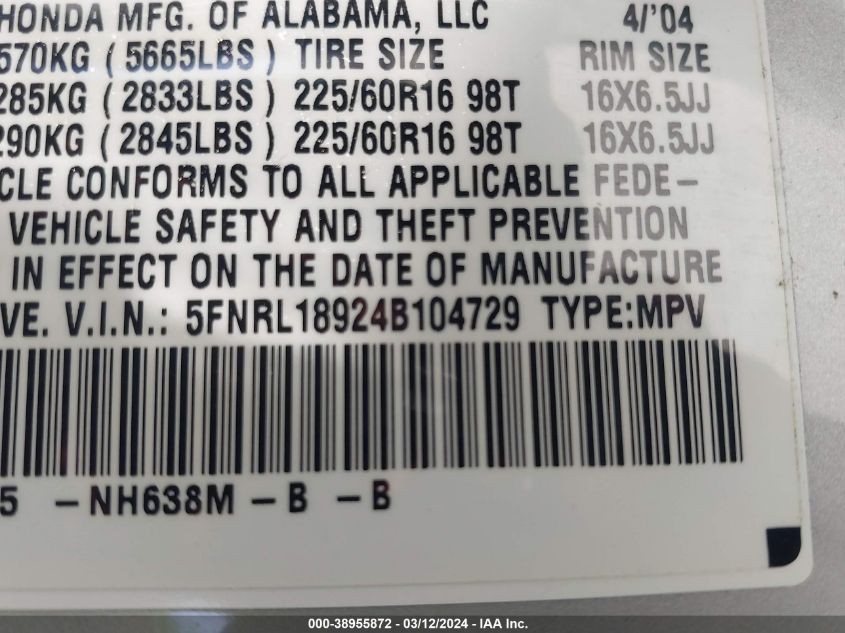 HONDA MFG. OF ALABAMA, LLC 4/'04
570KG (5665LBS) TIRE SIZE RIM SIZE
285KG (2833LBS) 225/60R16 98T 16X6.5JJ
290KG (2845LBS) 225/60R16 98T 16X6.5JJ
CLE CONFORMS TO ALL APPLICABLE FEDE-
VEHICLE SAFETY AND THEFT PREVENTION
IN EFFECT ON THE DATE OF MANUFACTURE
VE. V.I.N.: 5FNRL18924B104729 TYPE:MPV
5 -NH638M-B -B
000-38955872 - 03/12/2024 - IAA Inc.